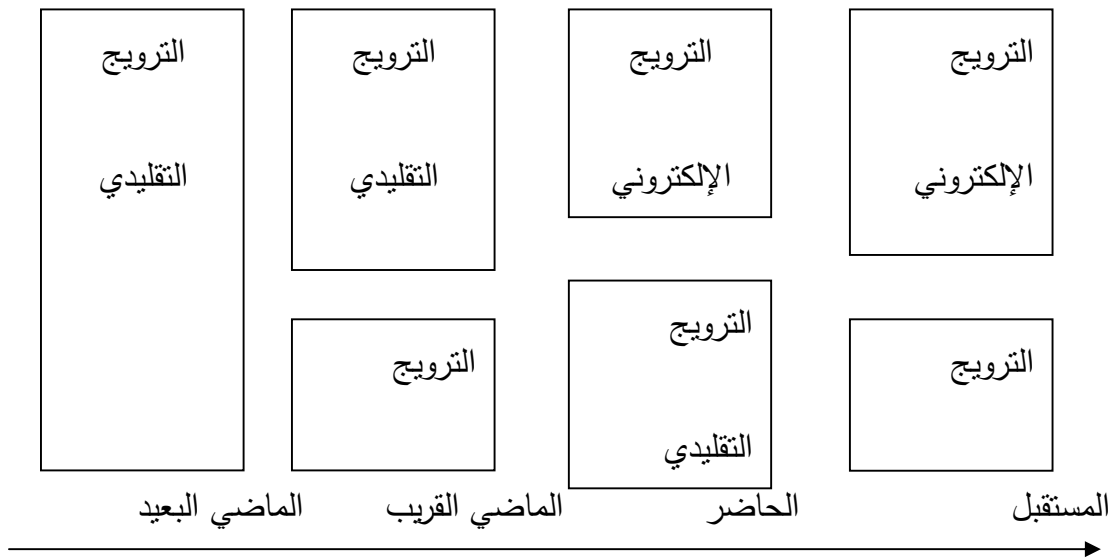 الترويج
التقليدي
الترويج
التقليدي
الترويج
الترويج
الإلكتروني
الترويج
التقليدي
الترويج
الإلكتروني
الترويج
الماضي البعيد
الماضي القريب
الحاضر
المستقبل